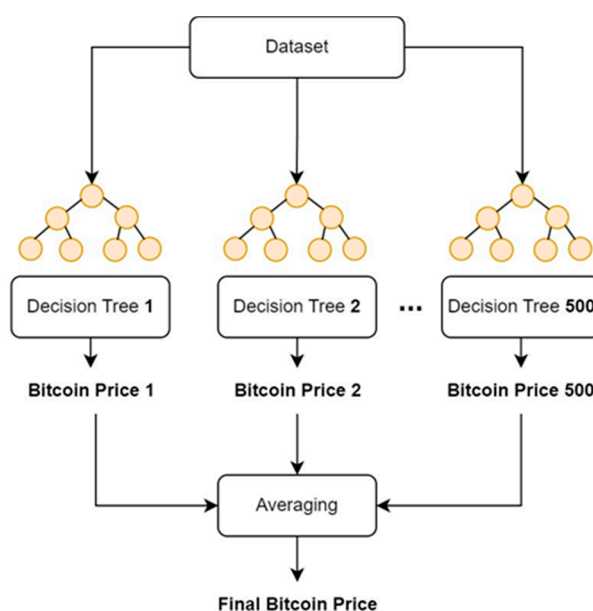 Dataset
Decision Tree 1
Decision Tree 2
...
Decision Tree 500
Bitcoin Price 1
Bitcoin Price 2
Bitcoin Price 500
Averaging
Final Bitcoin Price